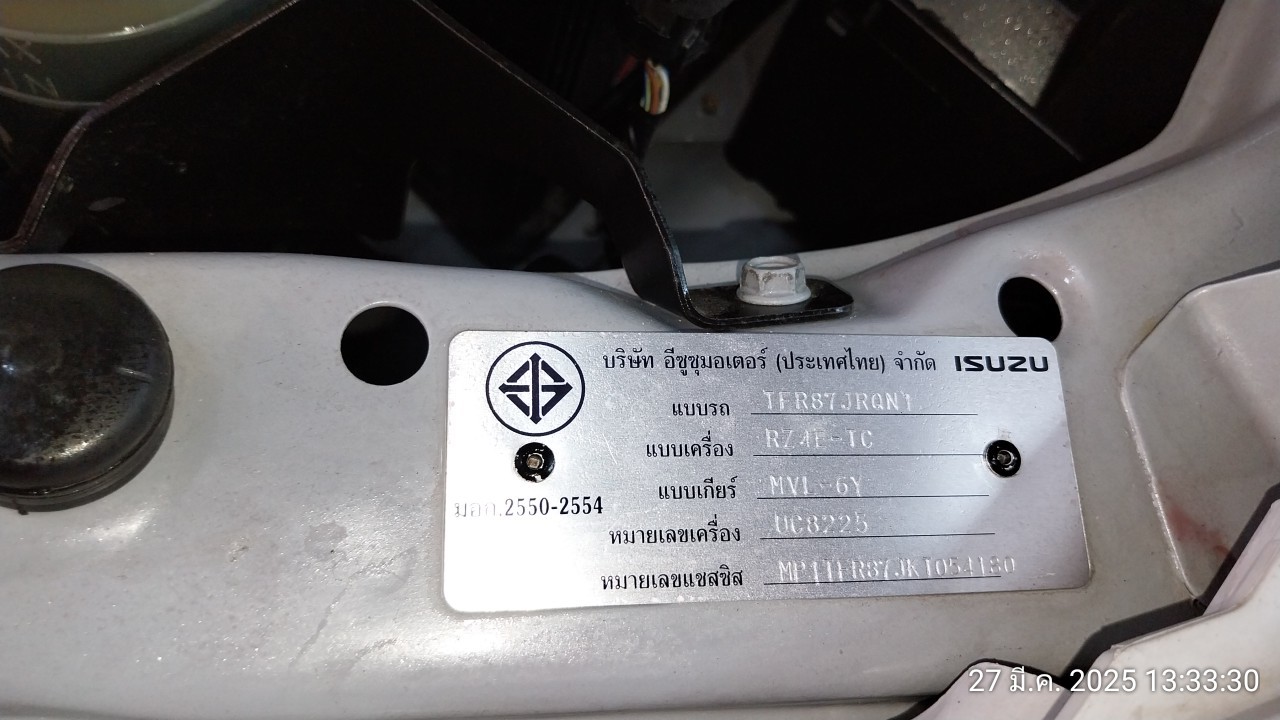 บริษัท อีซูซุมอเตอร์ (ประเทศไทย) จำกัด ISUZU
แบบรถ TFR87JRQN1
แบบเครื่อง RZ4E-TC
แบบเกียร์ MVL-6Y
มอก.2550-2554
หมายเลขเครื่อง UC8225
หมายเลขแชสซิส MP1TFR87JKT054180
27 มี.ค. 2025 13:33:30